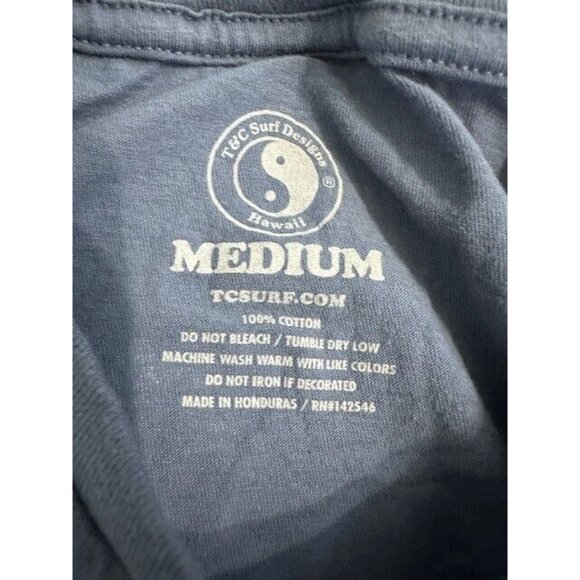 T&C Surf Designs
®
Hawaii
MEDIUM
TCSURF.COM
100% COTTON
DO NOT BLEACH / TUMBLE DRY LOW
MACHINE WASH WARM WITH LIKE COLORS
DO NOT IRON IF DECORATED
MADE IN HONDURAS / RN#142546